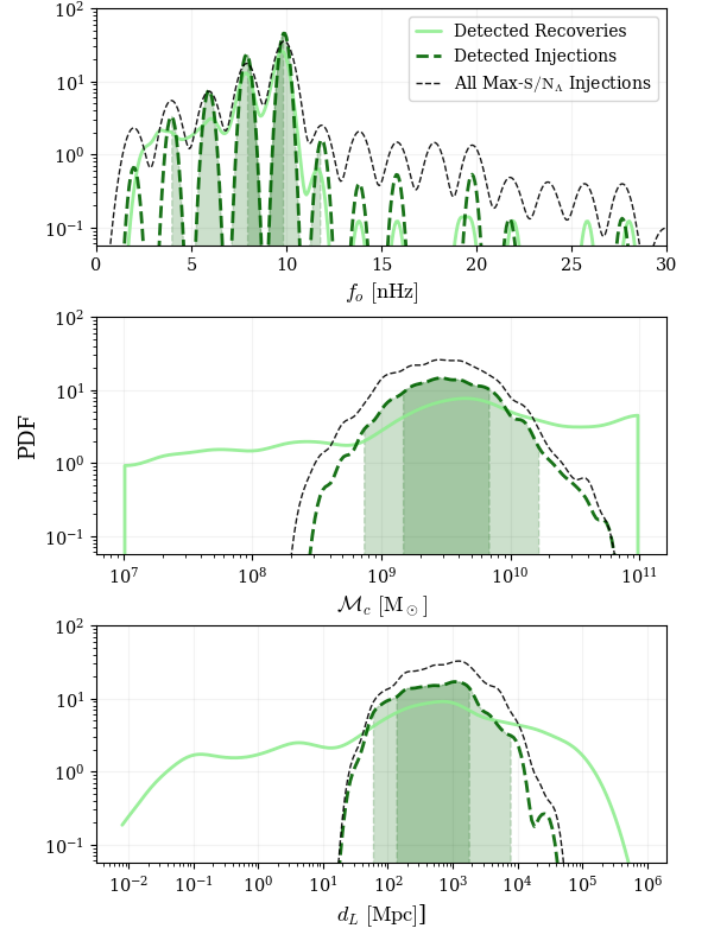 10²
10¹
10⁰
10⁻¹
Detected Recoveries
Detected Injections
All Max-S/N_Λ Injections
0 5 10 15 20 25 30
f_o [nHz]
PDF
10²
10¹
10⁰
10⁻¹
10⁷ 10⁸ 10⁹ 10¹⁰ 10¹¹
ℳ_c [M_⊙]
10²
10¹
10⁰
10⁻¹
10⁻² 10⁻¹ 10⁰ 10¹ 10² 10³ 10⁴ 10⁵ 10⁶
d_L [Mpc]]